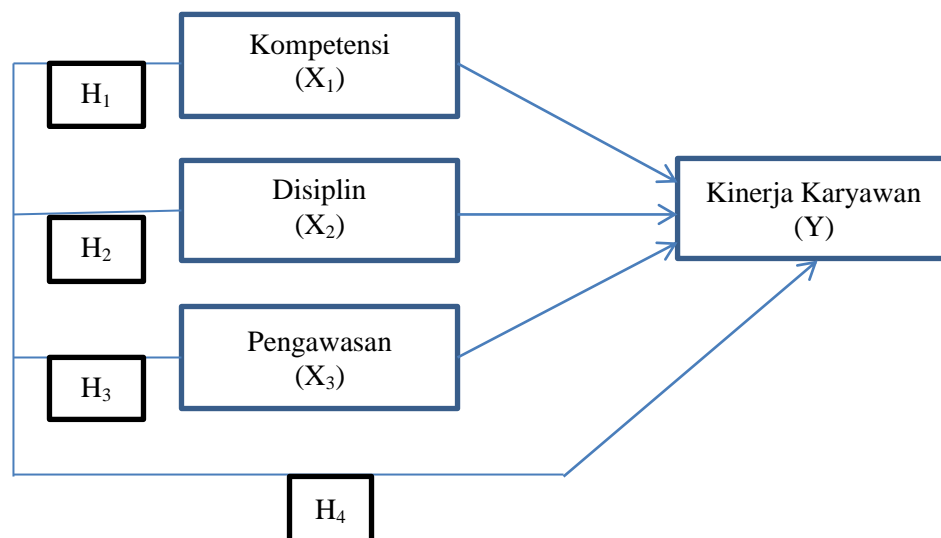 Kompetensi
(X₁)
H₁
Disiplin
(X₂)
H₂
Kinerja Karyawan
(Y)
Pengawasan
(X₃)
H₃
H₄